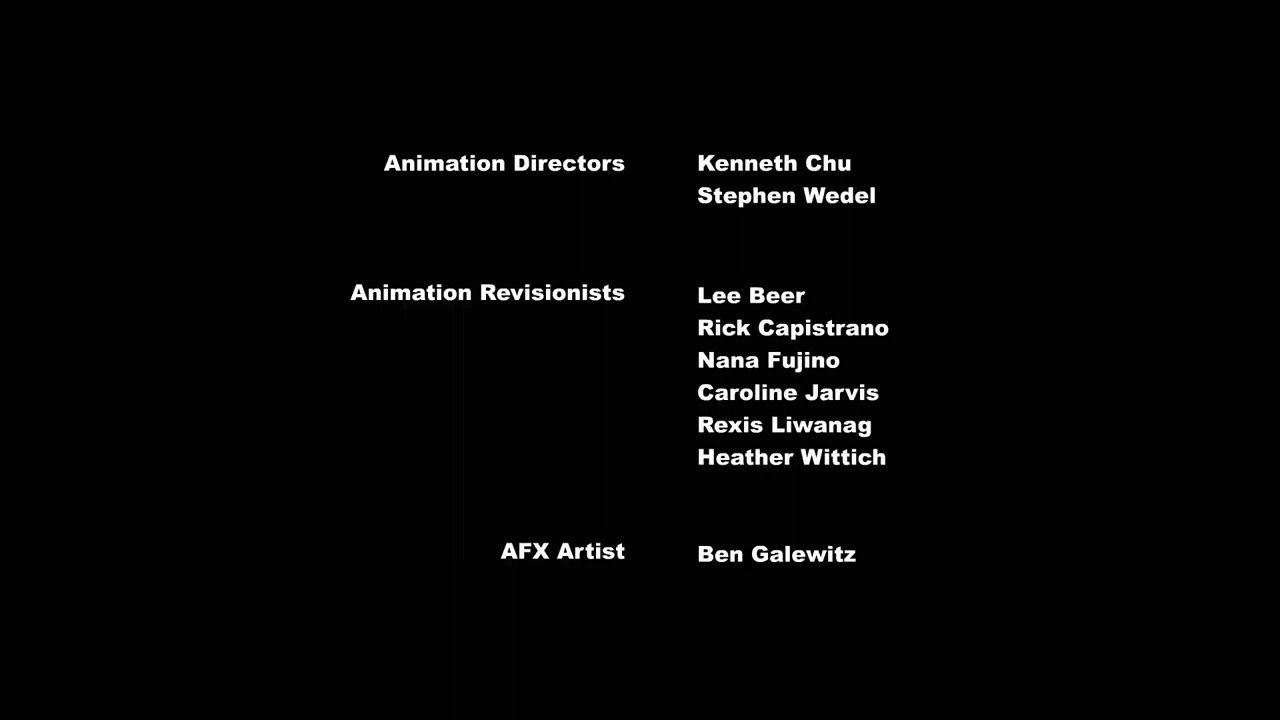 Animation Directors Kenneth Chu
Stephen Wedel
Animation Revisionists Lee Beer
Rick Capistrano
Nana Fujino
Caroline Jarvis
Rexis Liwanag
Heather Wittich
AFX Artist Ben Galewitz